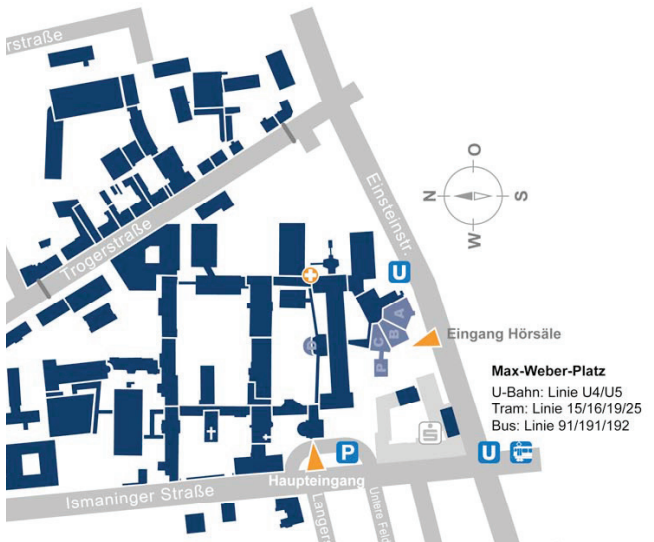 rstraße
Trogerstraße
Einsteinstr.
O
N
S
W
U
A
B
C
D
P
Eingang Hörsäle
Max-Weber-Platz
U-Bahn: Linie U4/U5
Tram: Linie 15/16/19/25
Bus: Linie 91/191/192
S
P
U
Haupteingang
Ismaninger Straße
Langers
Untere Feld